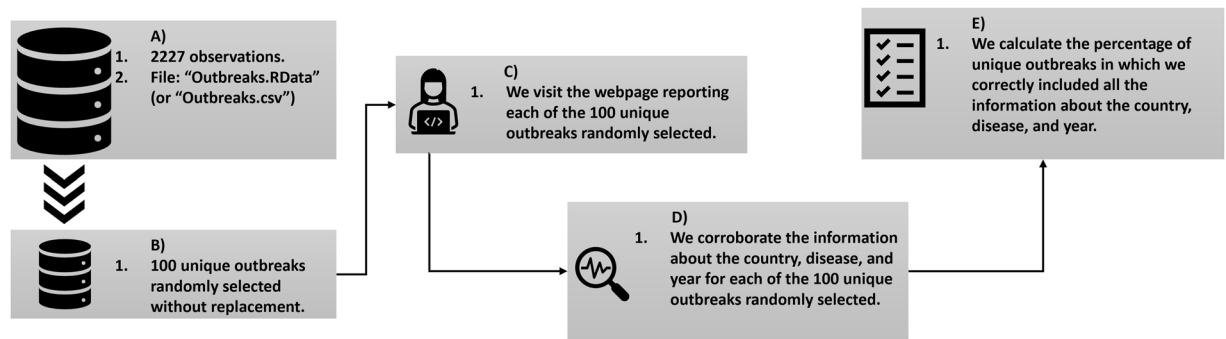 A)
1. 2227 observations.
2. File: “Outbreaks.RData”
(or “Outbreaks.csv”)
B)
1. 100 unique outbreaks
randomly selected
without replacement.
C)
1. We visit the webpage reporting
each of the 100 unique
outbreaks randomly selected.
</>
D)
1. We corroborate the information
about the country, disease, and
year for each of the 100 unique
outbreaks randomly selected.
E)
1. We calculate the percentage of
unique outbreaks in which we
correctly included all the
information about the country,
disease, and year.